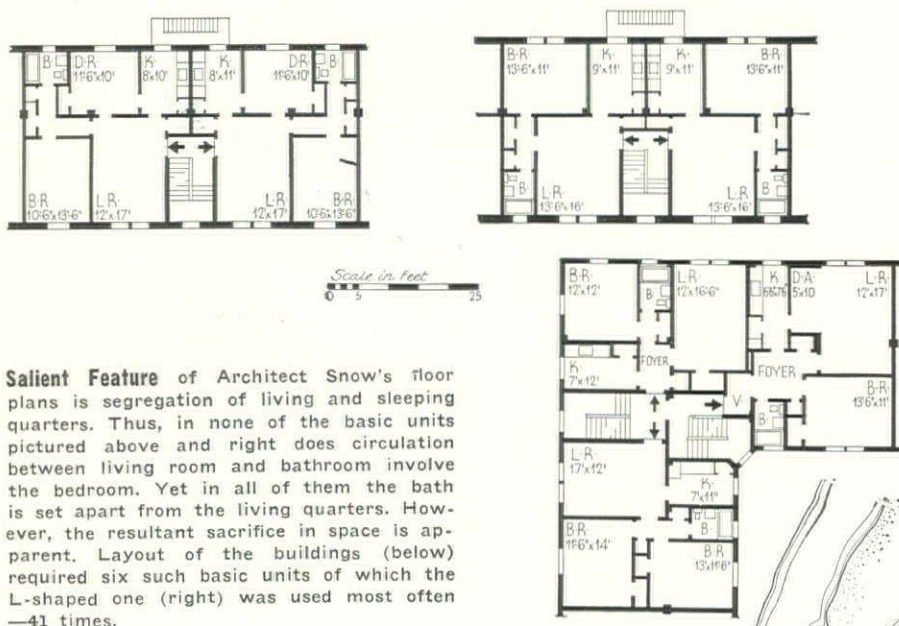 B·
D·R·
11'6"x10'
K·
8'x10'
K·
8'x11'
D·R·
11'6"x10'
B·
B·R·
10'6"x13'6"
L·R·
12'x17'
L·R·
12'x17'
B·R·
10'6"x13'6"
B·R·
13'6"x11'
K·
9'x11'
K·
9'x11'
B·R·
13'6"x11'
B·
L·R·
13'6"x16'
L·R·
13'6"x16'
B·
Scale in Feet
0 5 25
B·R·
12'x12'
B·
L·R·
12'x16'6"
K·
D·A·
5'x10'
L·R·
12'x17'
K·
7'x12'
FOYER
FOYER
V·
B·
B·R·
13'6"x11'
L·R·
17'x12'
K·
7'x11'
B·
B·R·
11'6"x14'
B·R·
13'x11'6"
Salient Feature of Architect Snow's floor
plans is segregation of living and sleeping
quarters. Thus, in none of the basic units
pictured above and right does circulation
between living room and bathroom involve
the bedroom. Yet in all of them the bath
is set apart from the living quarters. How-
ever, the resultant sacrifice in space is ap-
parent. Layout of the buildings (below)
required six such basic units of which the
L-shaped one (right) was used most often
—41 times.